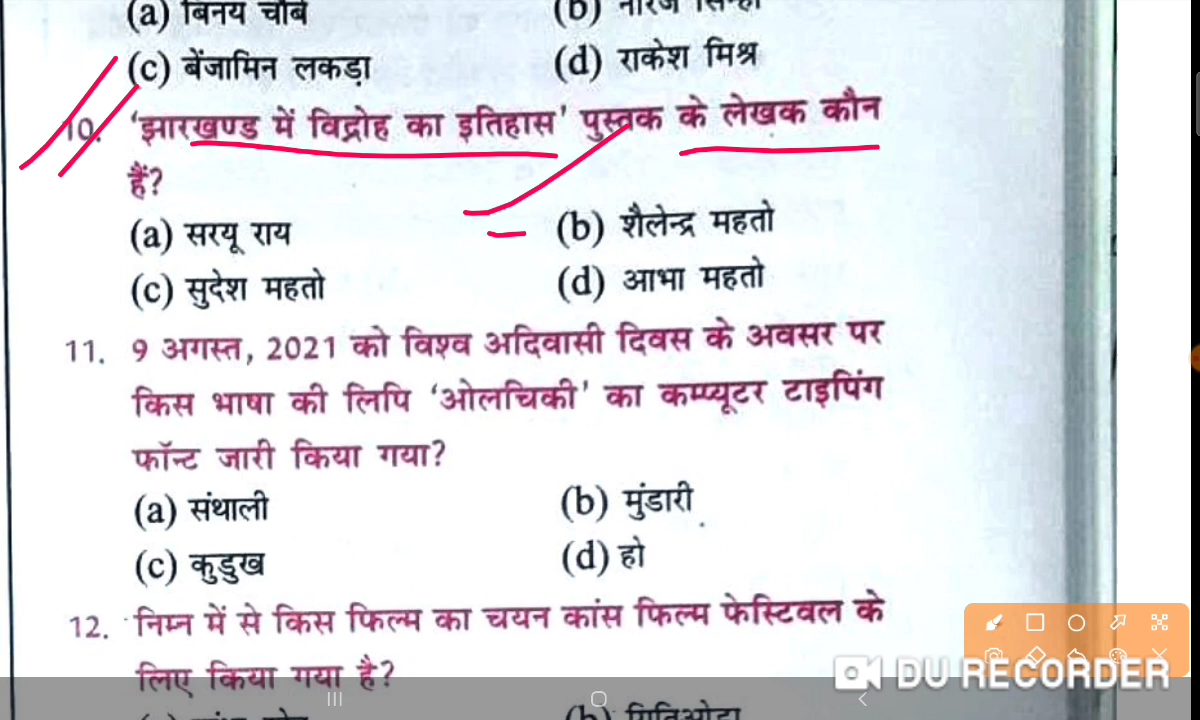 (a) बिनय चौबे
(b) नीरज सिन्हा
(c) बेंजामिन लकड़ा
(d) राकेश मिश्र
10. 'झारखण्ड में विद्रोह का इतिहास' पुस्तक के लेखक कौन
हैं?
(a) सरयू राय
(b) शैलेन्द्र महतो
(c) सुदेश महतो
(d) आभा महतो
11. 9 अगस्त, 2021 को विश्व अदिवासी दिवस के अवसर पर
किस भाषा की लिपि 'ओलचिकी' का कम्प्यूटर टाइपिंग
फॉन्ट जारी किया गया?
(a) संथाली
(b) मुंडारी
(c) कुडुख
(d) हो
12. निम्न में से किस फिल्म का चयन कांस फिल्म फेस्टिवल के
लिए किया गया है?
DU RECORDER